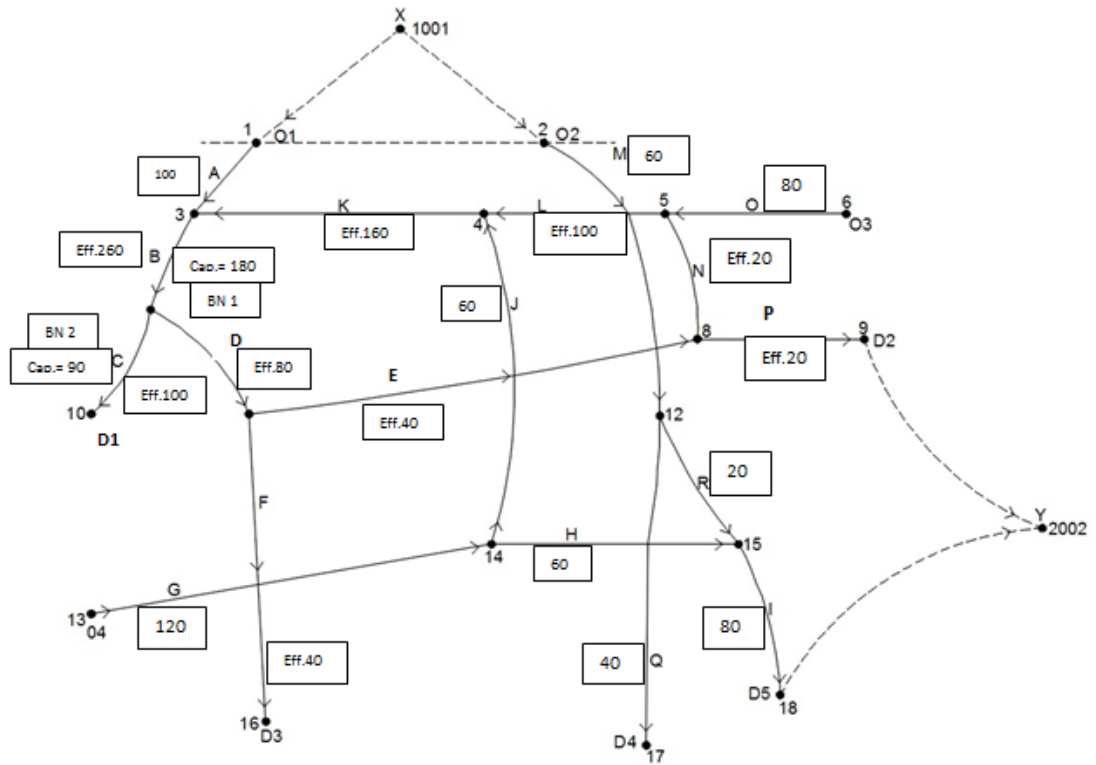 X
1001
1
O1
2
O2
M
60
100
A
80
3
K
4
L
5
O
6
O3
Eff.160
Eff.100
Eff.260
B
Cap.= 180
BN 1
N
Eff.20
60
J
BN 2
Cap.= 90
C
D
Eff.80
8
P
9
D2
Eff.20
E
Eff.100
10
D1
Eff.40
12
F
R
20
H
14
15
60
Y
2002
G
13
04
120
I
80
Eff.40
40
Q
D5
18
16
D3
D4
17